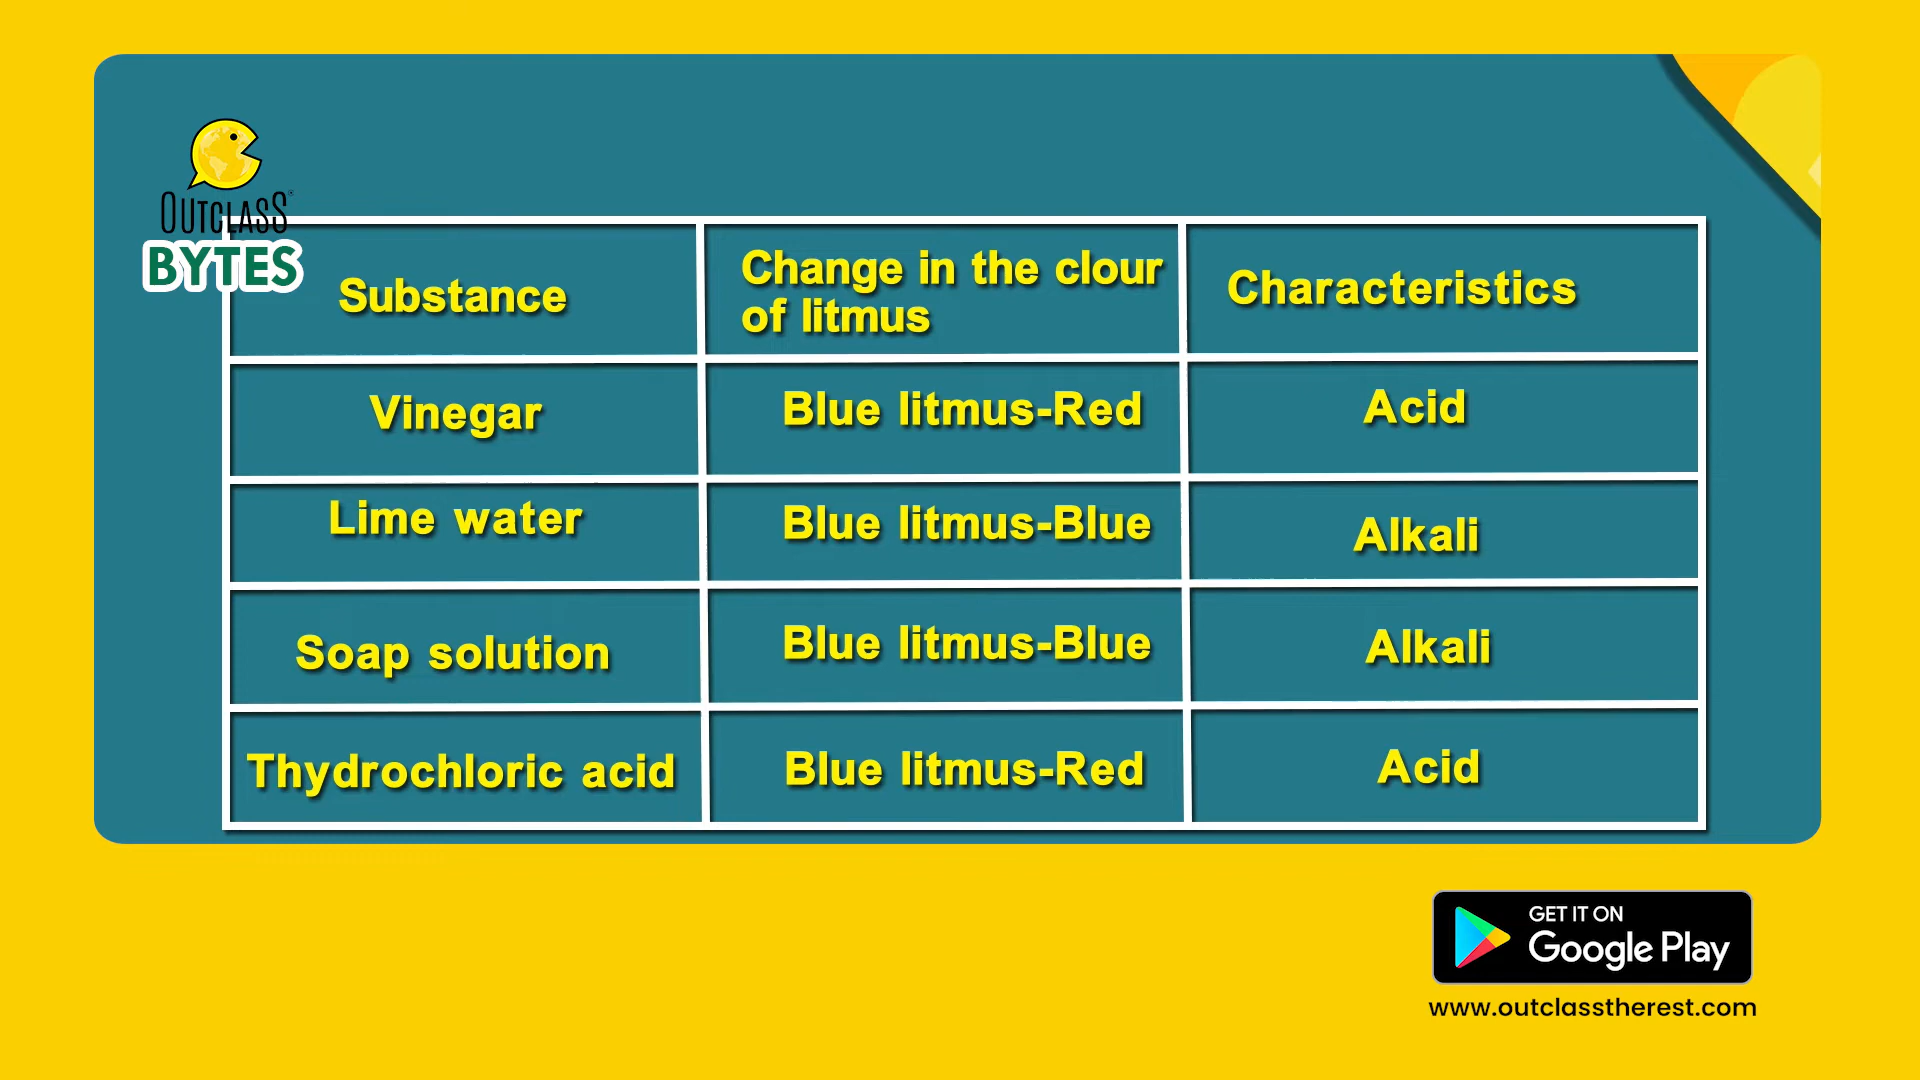 OUTCLASS
BYTES
Substance
Change in the clour
of litmus
Characteristics
Vinegar
Blue litmus-Red
Acid
Lime water
Blue litmus-Blue
Alkali
Soap solution
Blue litmus-Blue
Alkali
Thydrochloric acid
Blue litmus-Red
Acid
GET IT ON
Google Play
www.outclasstherest.com